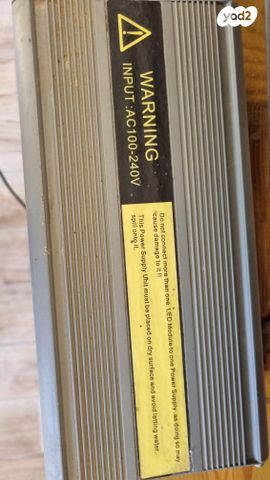 yad2
WARNING
INPUT :AC100-240V
Do not connect more than one LED Module to one Power Supply .as doing so may
'cause damage to it !!
This Power Supply Uhit must be placed on dry surface and avoid letting water
spill onto it.